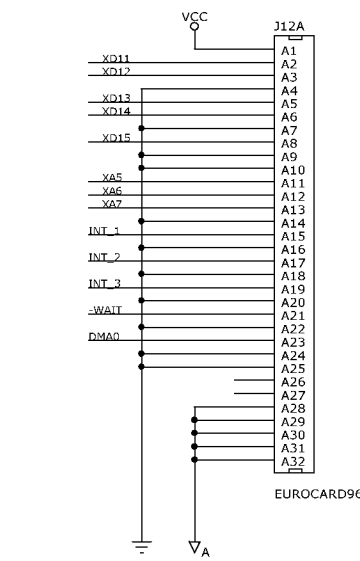 VCC
J12A
A1
XD11 A2
XD12 A3
A4
XD13 A5
XD14 A6
A7
XD15 A8
A9
A10
XA5 A11
XA6 A12
XA7 A13
A14
INT_1 A15
A16
INT_2 A17
A18
INT_3 A19
A20
-WAIT A21
A22
DMA0 A23
A24
A25
A26
A27
A28
A29
A30
A31
A32
EUROCARD96
A